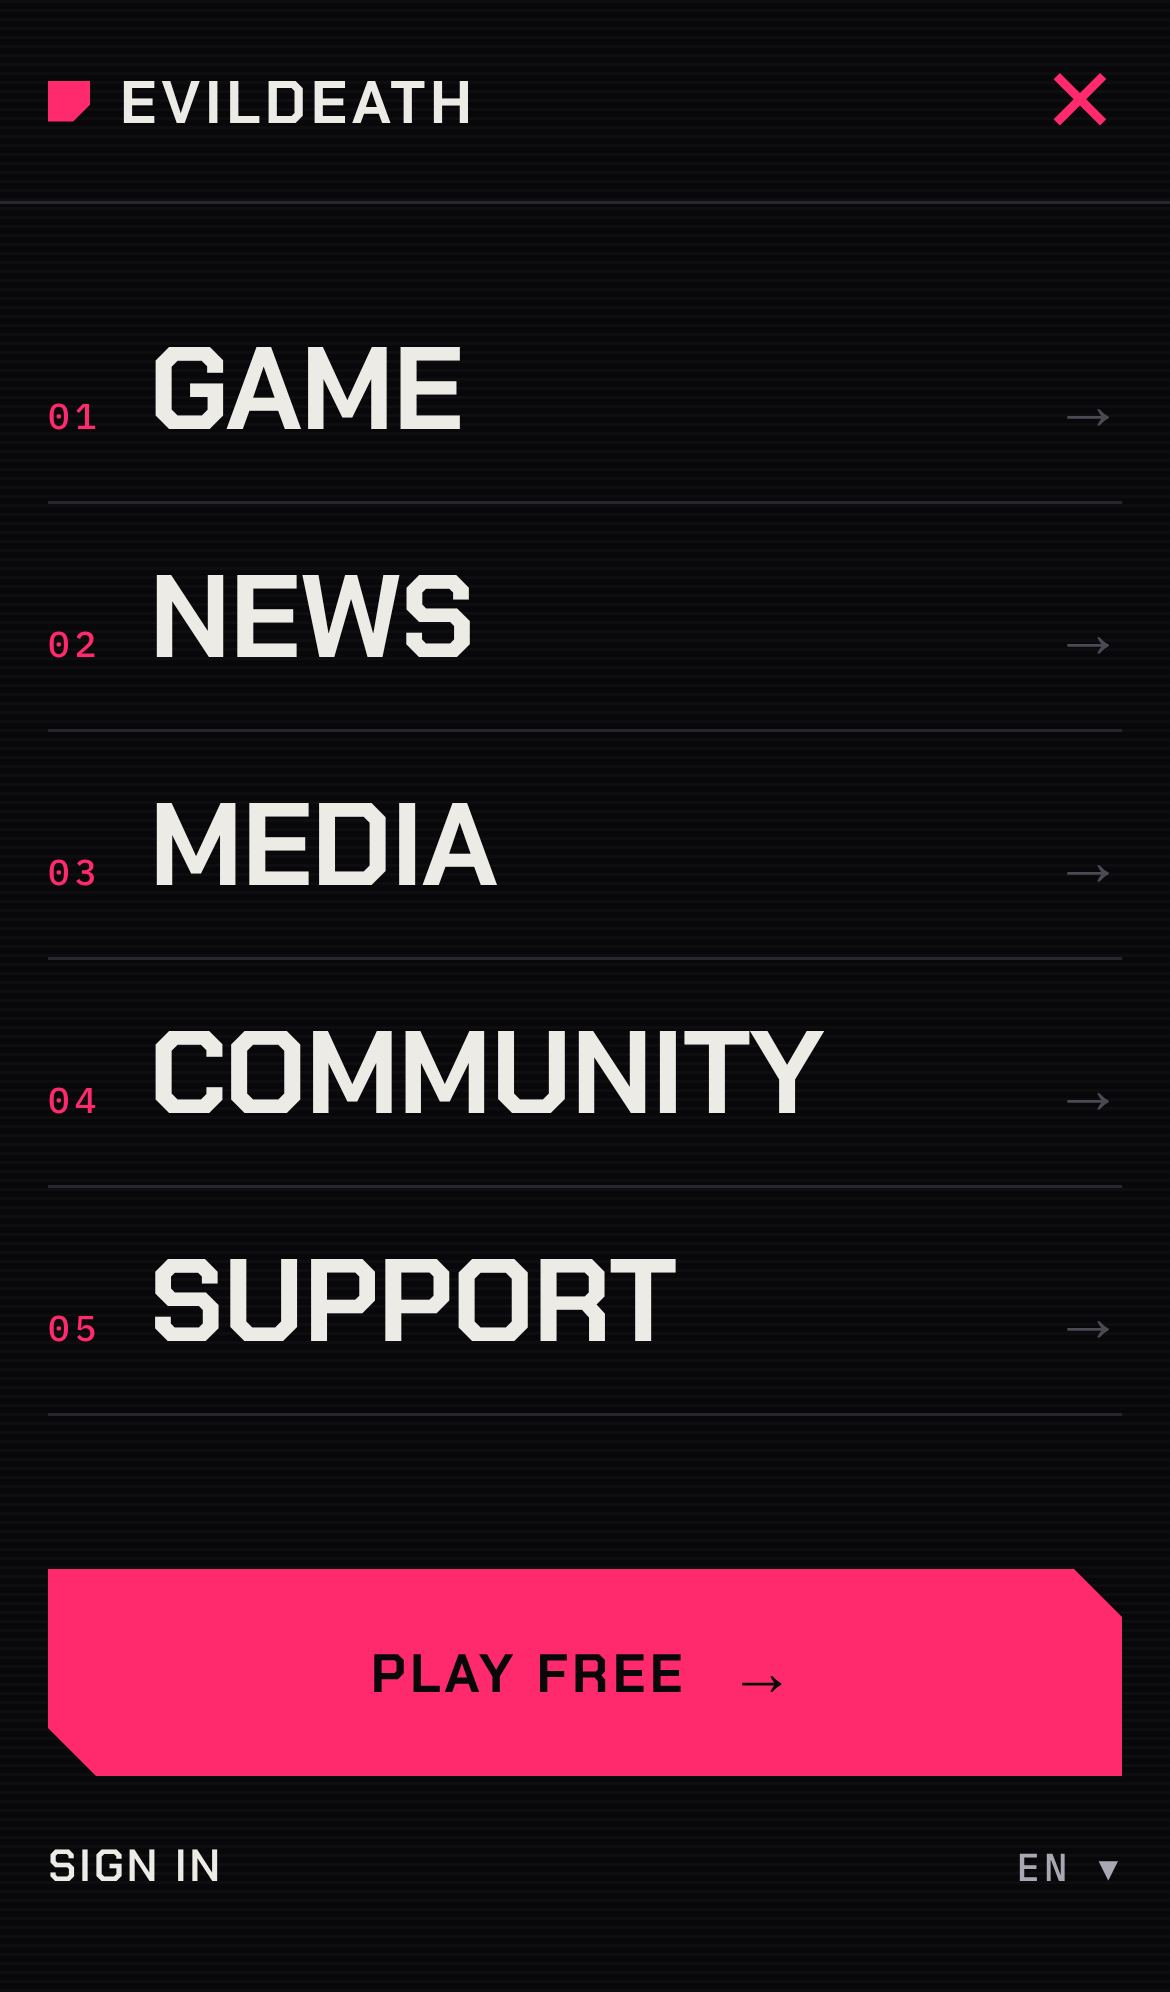 EVILDEATH
01 GAME →
02 NEWS →
03 MEDIA →
04 COMMUNITY →
05 SUPPORT →
PLAY FREE →
SIGN IN EN ▼